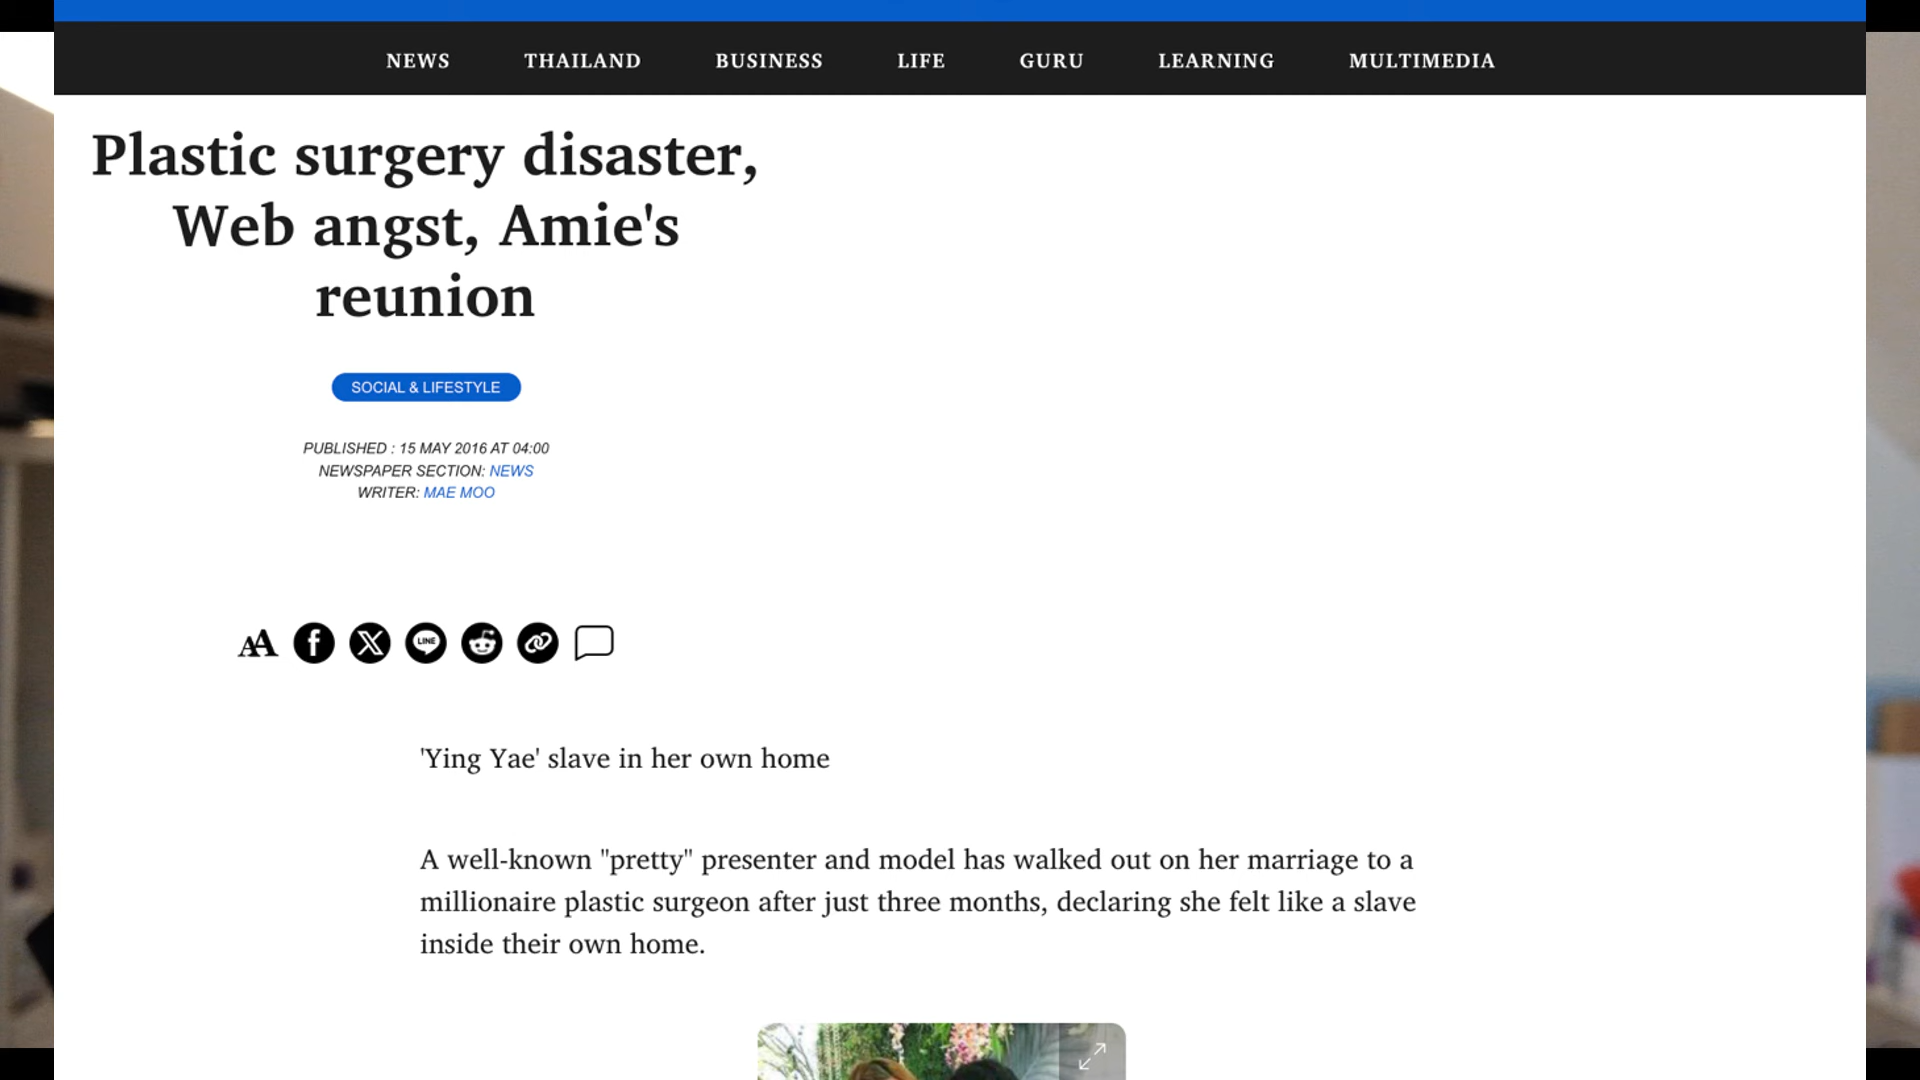 NEWS THAILAND BUSINESS LIFE GURU LEARNING MULTIMEDIA
Plastic surgery disaster,
Web angst, Amie's
reunion
SOCIAL & LIFESTYLE
PUBLISHED : 15 MAY 2016 AT 04:00
NEWSPAPER SECTION: NEWS
WRITER: MAE MOO
AA LINE
'Ying Yae' slave in her own home
A well-known "pretty" presenter and model has walked out on her marriage to a
millionaire plastic surgeon after just three months, declaring she felt like a slave
inside their own home.